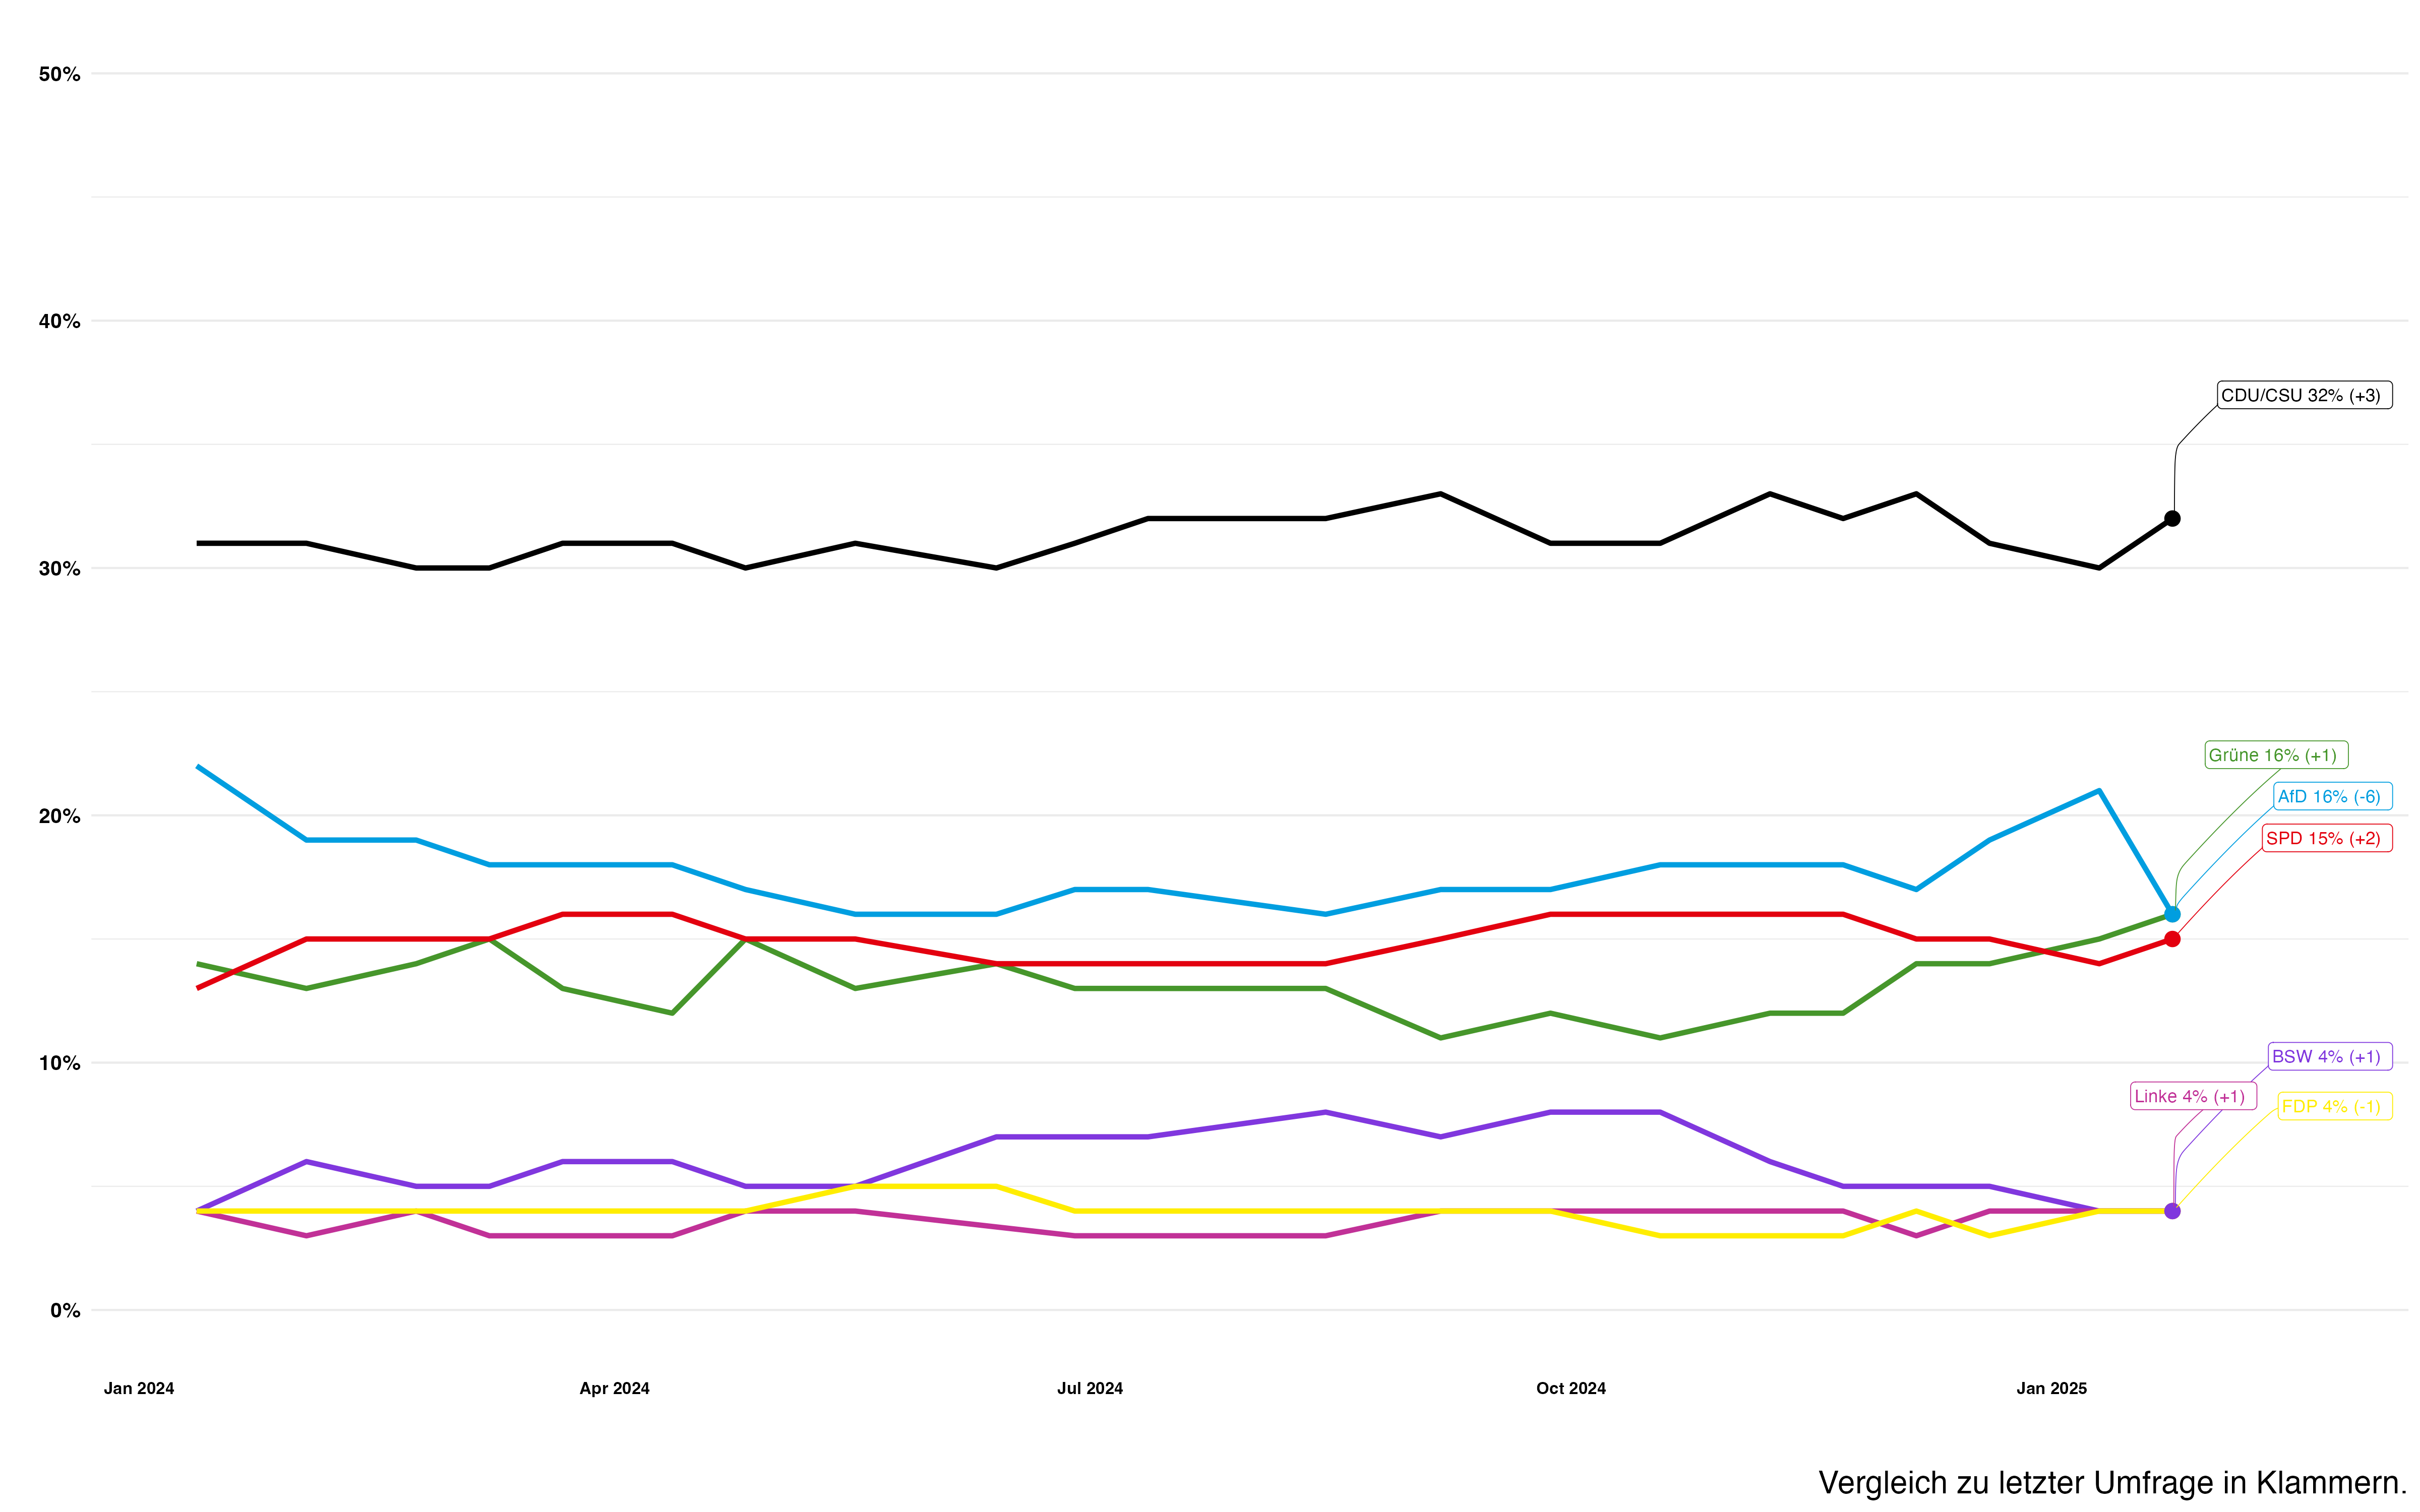 50%
40%
CDU/CSU 32% (+3)
30%
Grüne 16% (+1)
AfD 16% (-6)
20%
SPD 15% (+2)
10%
BSW 4% (+1)
Linke 4% (+1)
FDP 4% (-1)
0%
Jan 2024 Apr 2024 Jul 2024 Oct 2024 Jan 2025
Vergleich zu letzter Umfrage in Klammern.